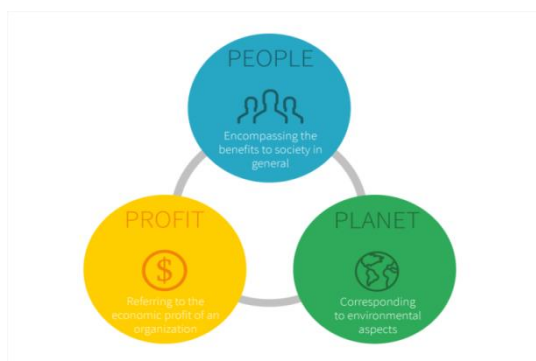 PEOPLE
Encompassing the
benefits to society in
general
PROFIT
$
Referring to the
economic profit of an
organization
PLANET
Corresponding
to environmental
aspects